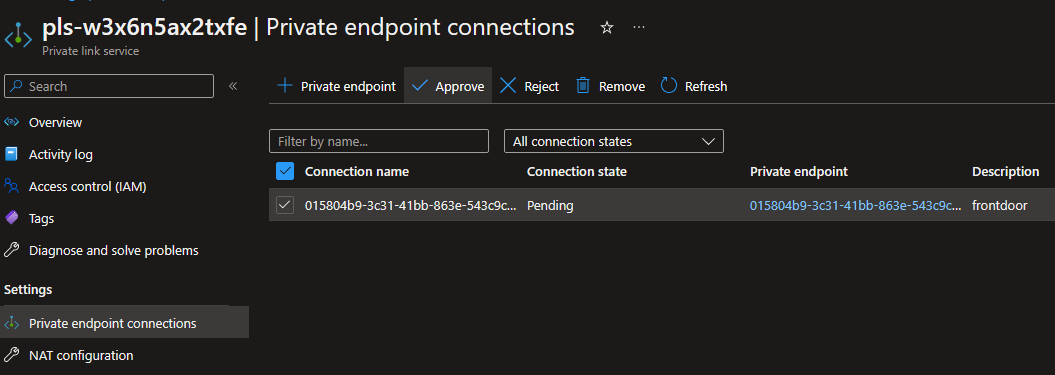 pls-w3x6n5ax2txfe | Private endpoint connections ☆ ...
Private link service
Search «
+ Private endpoint Approve Reject Remove Refresh
Overview
Activity log
Access control (IAM)
Tags
Diagnose and solve problems
Settings
Private endpoint connections
NAT configuration
Filter by name... All connection states
Connection name Connection state Private endpoint Description
015804b9-3c31-41bb-863e-543c9c... Pending 015804b9-3c31-41bb-863e-543c9c... frontdoor